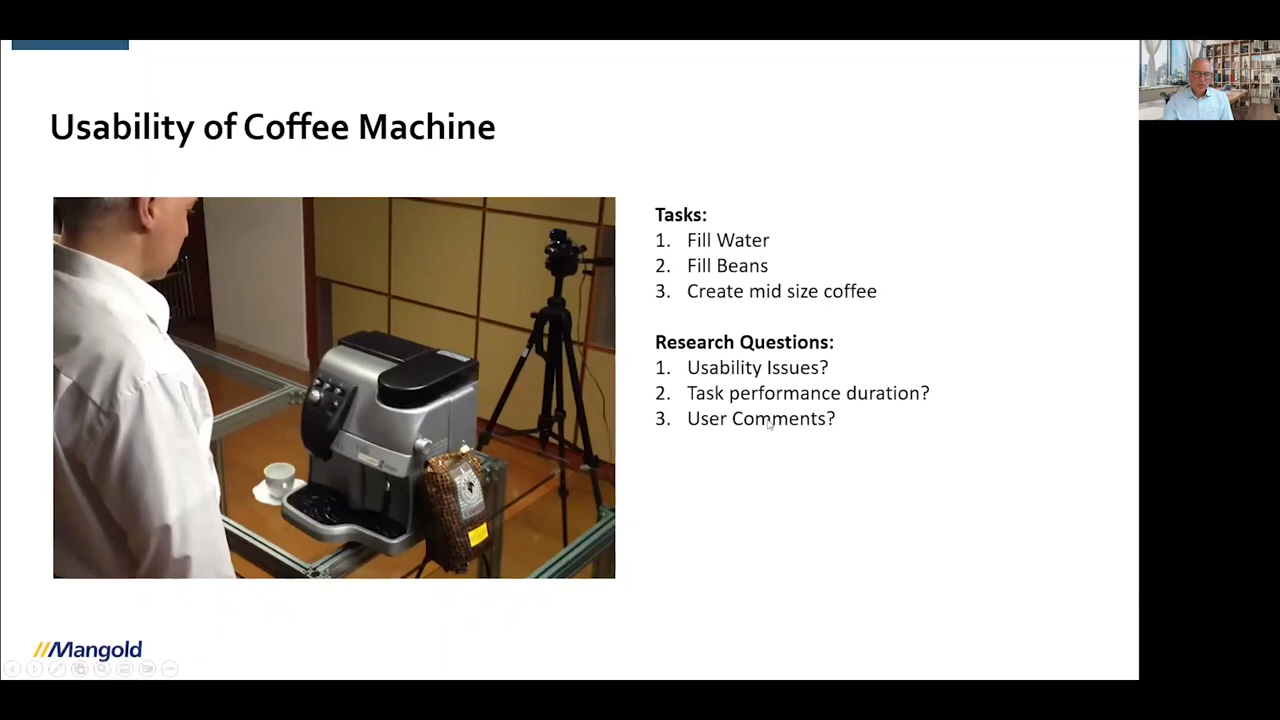 Usability of Coffee Machine
Tasks:
1. Fill Water
2. Fill Beans
3. Create mid size coffee
Research Questions:
1. Usability Issues?
2. Task performance duration?
3. User Comments?
//Mangold